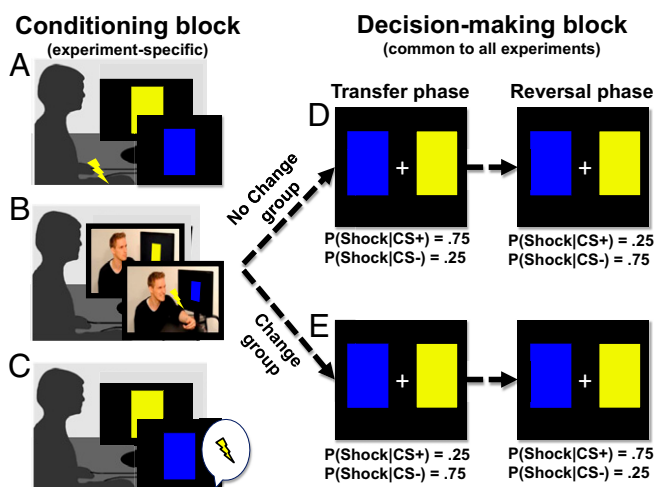 Conditioning block
(experiment-specific)
Decision-making block
(common to all experiments)
A
B
C
No Change
group
Change
group
Transfer phase
Reversal phase
D
+
+
P(Shock|CS+) = .75
P(Shock|CS-) = .25
P(Shock|CS+) = .25
P(Shock|CS-) = .75
E
+
+
P(Shock|CS+) = .25
P(Shock|CS-) = .75
P(Shock|CS+) = .75
P(Shock|CS-) = .25